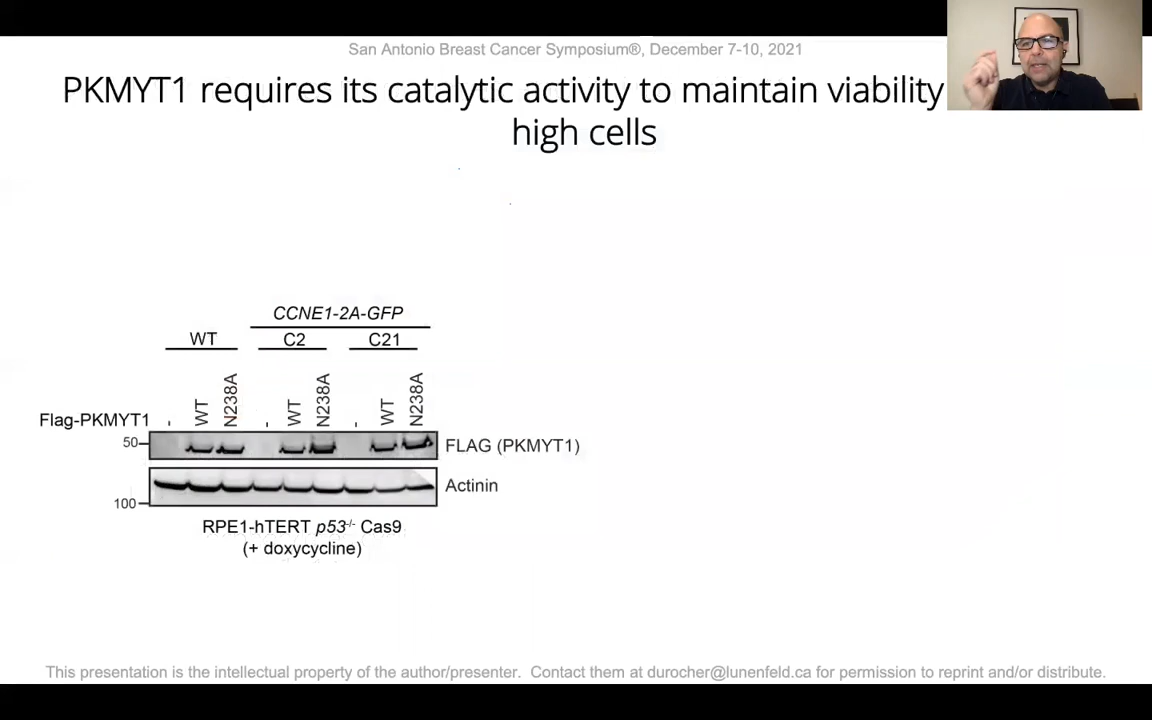 San Antonio Breast Cancer Symposium®, December 7-10, 2021
PKMYT1 requires its catalytic activity to maintain viability
high cells
CCNE1-2A-GFP
WT C2 C21
Flag-PKMYT1 - WT N238A - WT N238A - WT N238A
50 FLAG (PKMYT1)
Actinin
100
RPE1-hTERT p53-/- Cas9
(+ doxycycline)
This presentation is the intellectual property of the author/presenter. Contact them at durocher@lunenfeld.ca for permission to reprint and/or distribute.